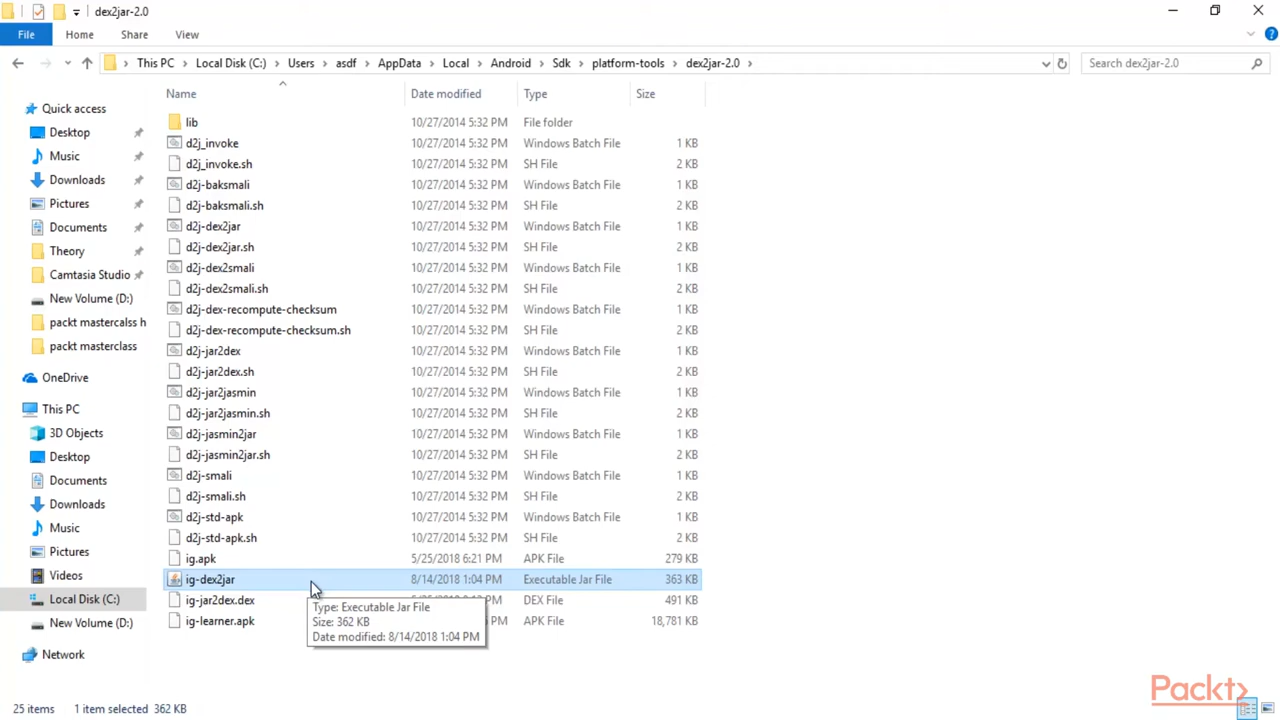 dex2jar-2.0
File Home Share View
This PC Local Disk (C:) Users asdf AppData Local Android Sdk platform-tools dex2jar-2.0 Search dex2jar-2.0
Name Date modified Type Size
Quick access
Desktop
Music
Downloads
Pictures
Documents
Theory
Camtasia Studio
New Volume (D:)
packt mastercalss h
packt masterclass
OneDrive
This PC
3D Objects
Desktop
Documents
Downloads
Music
Pictures
Videos
Local Disk (C:)
New Volume (D:)
Network
lib 10/27/2014 5:32 PM File folder
d2j_invoke 10/27/2014 5:32 PM Windows Batch File 1 KB
d2j_invoke.sh 10/27/2014 5:32 PM SH File 2 KB
d2j-baksmali 10/27/2014 5:32 PM Windows Batch File 1 KB
d2j-baksmali.sh 10/27/2014 5:32 PM SH File 2 KB
d2j-dex2jar 10/27/2014 5:32 PM Windows Batch File 1 KB
d2j-dex2jar.sh 10/27/2014 5:32 PM SH File 2 KB
d2j-dex2smali 10/27/2014 5:32 PM Windows Batch File 1 KB
d2j-dex2smali.sh 10/27/2014 5:32 PM SH File 2 KB
d2j-dex-recompute-checksum 10/27/2014 5:32 PM Windows Batch File 1 KB
d2j-dex-recompute-checksum.sh 10/27/2014 5:32 PM SH File 2 KB
d2j-jar2dex 10/27/2014 5:32 PM Windows Batch File 1 KB
d2j-jar2dex.sh 10/27/2014 5:32 PM SH File 2 KB
d2j-jar2jasmin 10/27/2014 5:32 PM Windows Batch File 1 KB
d2j-jar2jasmin.sh 10/27/2014 5:32 PM SH File 2 KB
d2j-jasmin2jar 10/27/2014 5:32 PM Windows Batch File 1 KB
d2j-jasmin2jar.sh 10/27/2014 5:32 PM SH File 2 KB
d2j-smali 10/27/2014 5:32 PM Windows Batch File 1 KB
d2j-smali.sh 10/27/2014 5:32 PM SH File 2 KB
d2j-std-apk 10/27/2014 5:32 PM Windows Batch File 1 KB
d2j-std-apk.sh 10/27/2014 5:32 PM SH File 2 KB
ig.apk 5/25/2018 6:21 PM APK File 279 KB
ig-dex2jar 8/14/2018 1:04 PM Executable Jar File 363 KB
ig-jar2dex.dex DEX File 491 KB
ig-learner.apk APK File 18,781 KB
Type: Executable Jar File
Size: 362 KB
Date modified: 8/14/2018 1:04 PM
Packt
25 items 1 item selected 362 KB